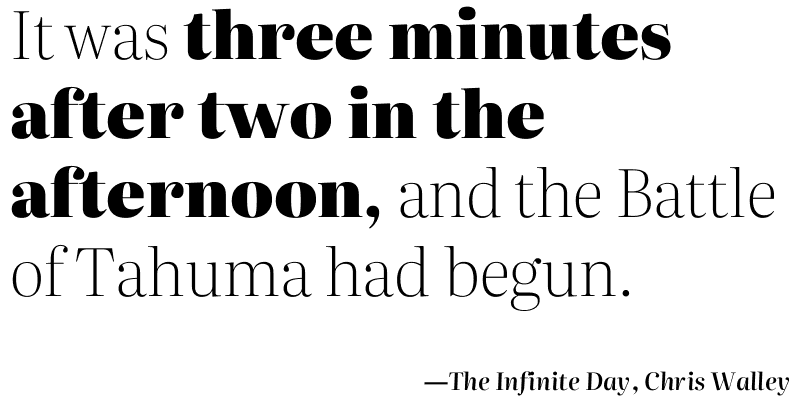 It was three minutes
after two in the
afternoon, and the Battle
of Tahuma had begun.
—The Infinite Day, Chris Walley